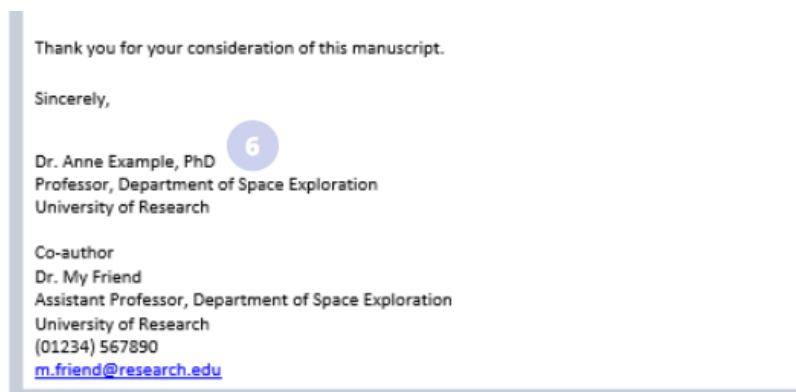 Thank you for your consideration of this manuscript.
Sincerely,
6
Dr. Anne Example, PhD
Professor, Department of Space Exploration
University of Research
Co-author
Dr. My Friend
Assistant Professor, Department of Space Exploration
University of Research
(01234) 567890
m.friend@research.edu